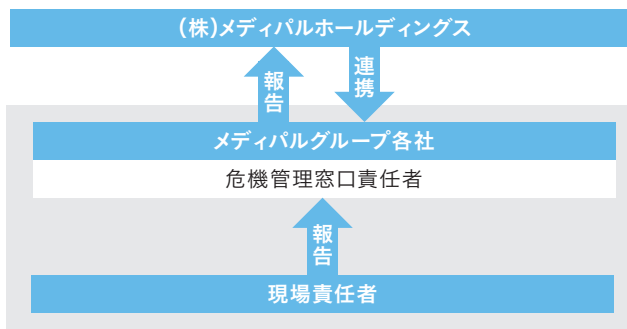 (株)メディパルホールディングス
報告
連携
メディパルグループ各社
危機管理窓口責任者
報告
現場責任者